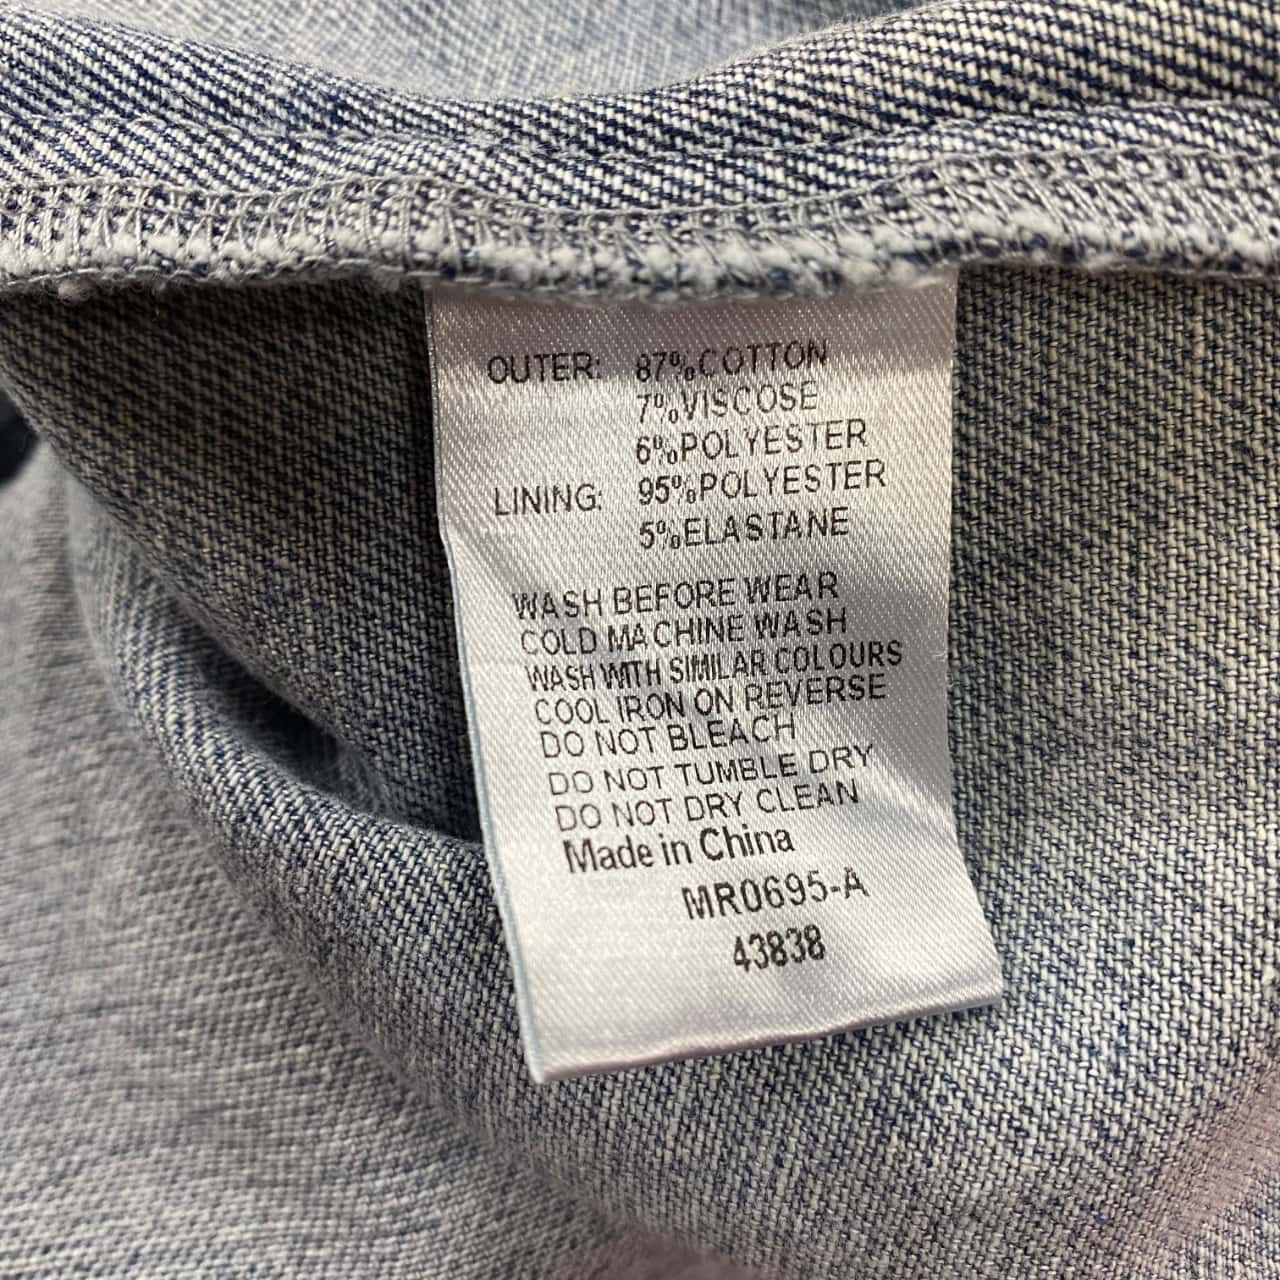 OUTER: 87%COTTON
7%VISCOSE
6%POLYESTER
LINING: 95%POLYESTER
5%ELASTANE
WASH BEFORE WEAR
COLD MACHINE WASH
WASH WITH SIMILAR COLOURS
COOL IRON ON REVERSE
DO NOT BLEACH
DO NOT TUMBLE DRY
DO NOT DRY CLEAN
Made in China
MR0695-A
43838